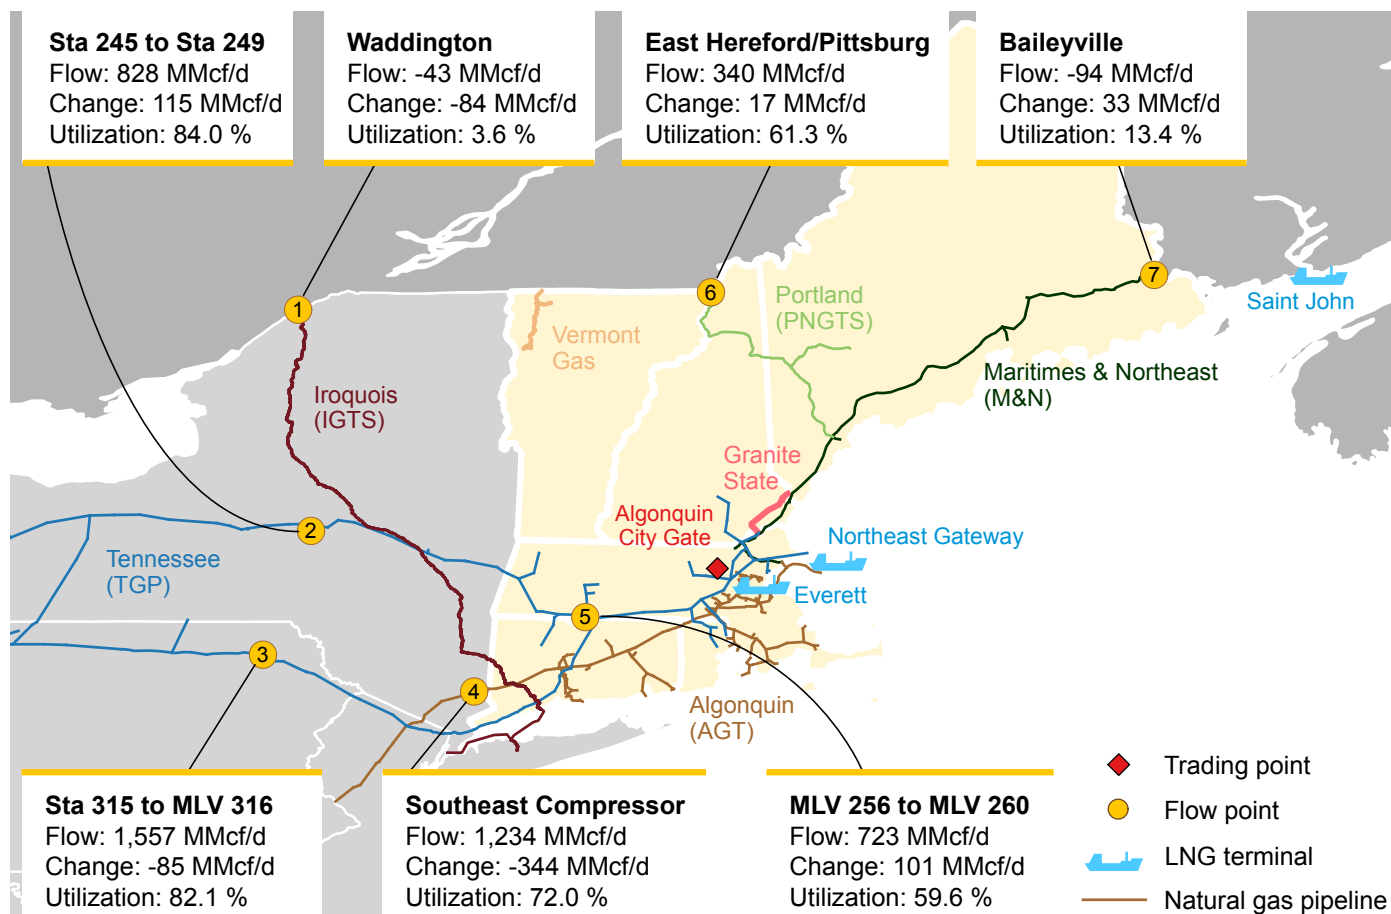 Sta 245 to Sta 249
Flow: 828 MMcf/d
Change: 115 MMcf/d
Utilization: 84.0 %
Waddington
Flow: -43 MMcf/d
Change: -84 MMcf/d
Utilization: 3.6 %
East Hereford/Pittsburg
Flow: 340 MMcf/d
Change: 17 MMcf/d
Utilization: 61.3 %
Baileyville
Flow: -94 MMcf/d
Change: 33 MMcf/d
Utilization: 13.4 %
1
6
7
Portland
(PNGTS)
Saint John
Vermont
Gas
Maritimes & Northeast
(M&N)
Iroquois
(IGTS)
Granite
State
Algonquin
City Gate
2
Northeast Gateway
Tennessee
(TGP)
Everett
5
3
4
Algonquin
(AGT)
Sta 315 to MLV 316
Flow: 1,557 MMcf/d
Change: -85 MMcf/d
Utilization: 82.1 %
Southeast Compressor
Flow: 1,234 MMcf/d
Change: -344 MMcf/d
Utilization: 72.0 %
MLV 256 to MLV 260
Flow: 723 MMcf/d
Change: 101 MMcf/d
Utilization: 59.6 %
Trading point
Flow point
LNG terminal
Natural gas pipeline